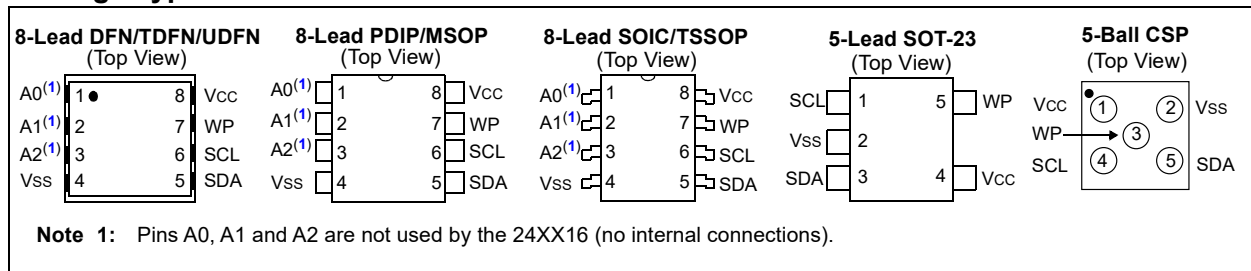 8-Lead DFN/TDFN/UDFN
(Top View)
A0(1) 1 8 VCC
A1(1) 2 7 WP
A2(1) 3 6 SCL
VSS 4 5 SDA
8-Lead PDIP/MSOP
(Top View)
A0(1) 1 8 VCC
A1(1) 2 7 WP
A2(1) 3 6 SCL
VSS 4 5 SDA
8-Lead SOIC/TSSOP
(Top View)
A0(1) 1 8 VCC
A1(1) 2 7 WP
A2(1) 3 6 SCL
VSS 4 5 SDA
5-Lead SOT-23
(Top View)
SCL 1 5 WP
VSS 2
SDA 3 4 VCC
5-Ball CSP
(Top View)
VCC 1 2 VSS
WP 3
SCL 4 5 SDA
Note 1: Pins A0, A1 and A2 are not used by the 24XX16 (no internal connections).